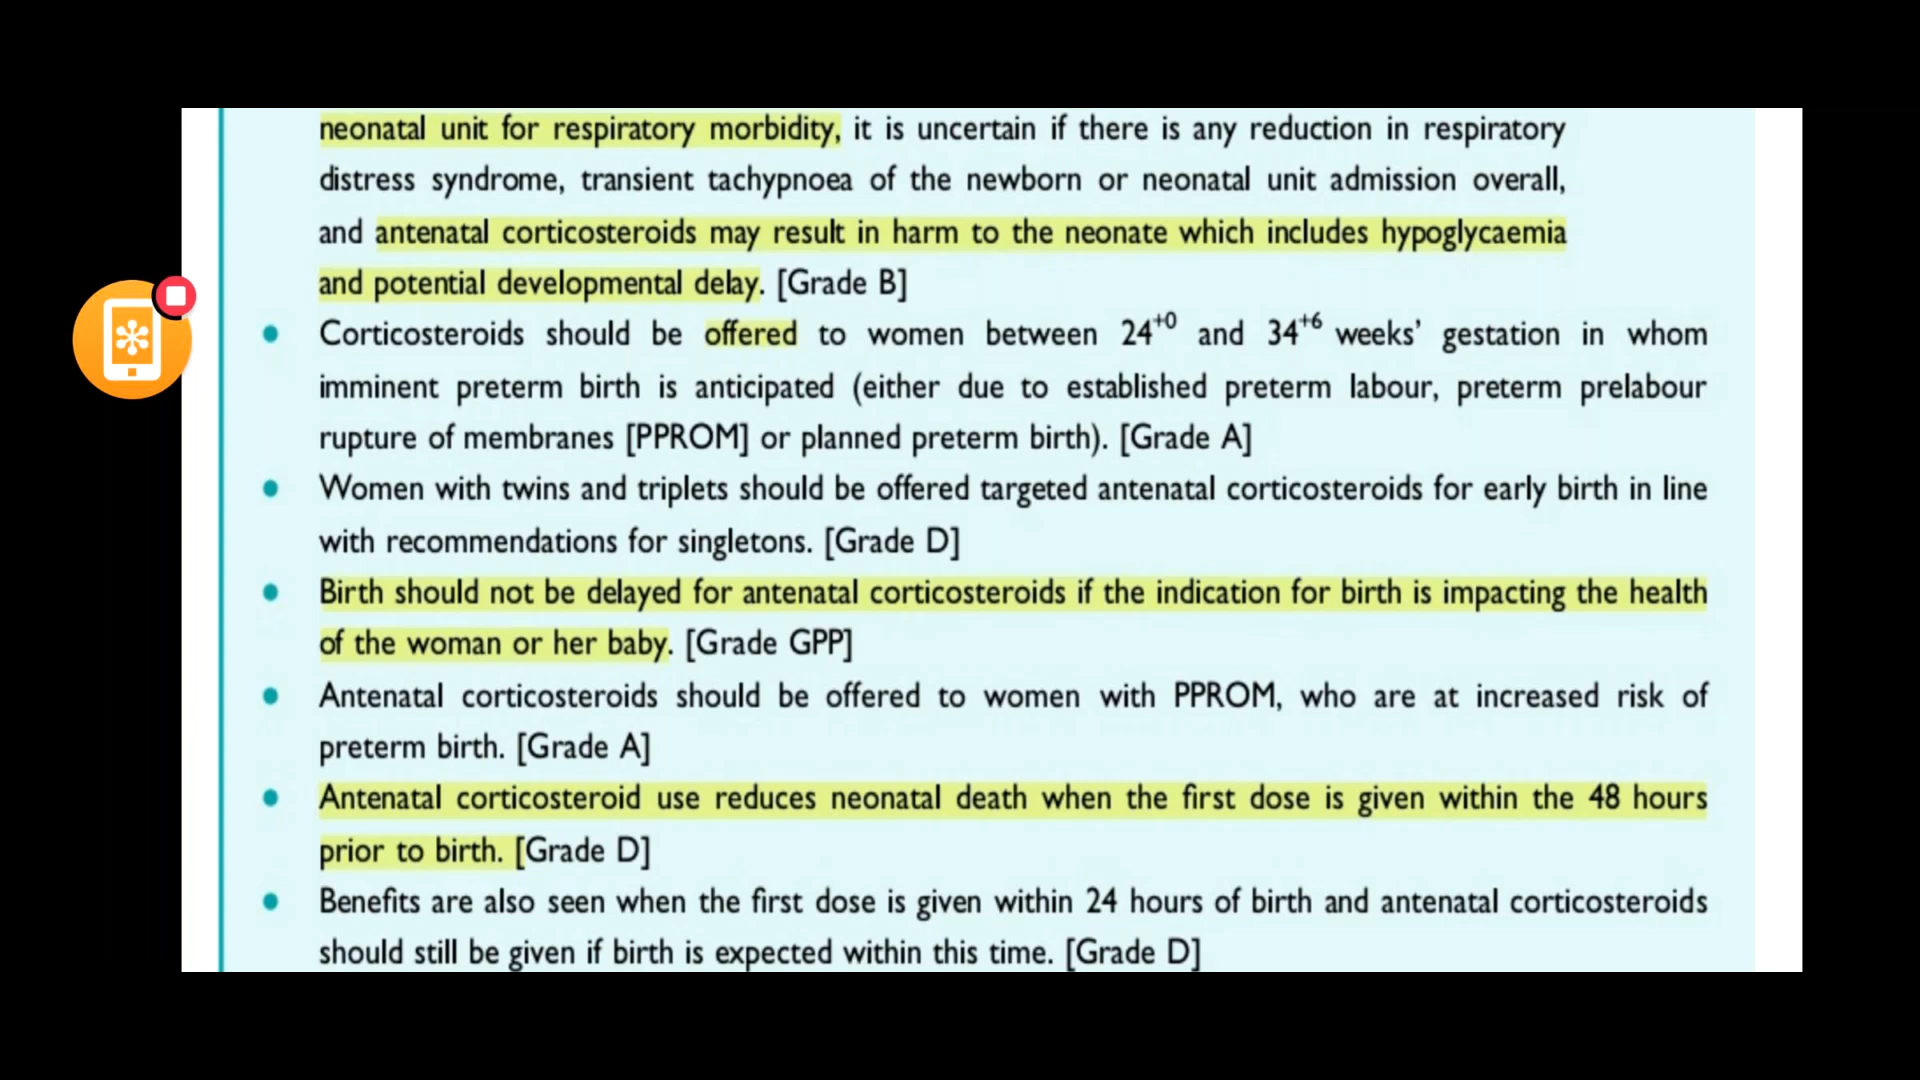 neonatal unit for respiratory morbidity, it is uncertain if there is any reduction in respiratory
distress syndrome, transient tachypnoea of the newborn or neonatal unit admission overall,
and antenatal corticosteroids may result in harm to the neonate which includes hypoglycaemia
and potential developmental delay. [Grade B]
● Corticosteroids should be offered to women between 24⁺⁰ and 34⁺⁶ weeks’ gestation in whom
imminent preterm birth is anticipated (either due to established preterm labour, preterm prelabour
rupture of membranes [PPROM] or planned preterm birth). [Grade A]
● Women with twins and triplets should be offered targeted antenatal corticosteroids for early birth in line
with recommendations for singletons. [Grade D]
● Birth should not be delayed for antenatal corticosteroids if the indication for birth is impacting the health
of the woman or her baby. [Grade GPP]
● Antenatal corticosteroids should be offered to women with PPROM, who are at increased risk of
preterm birth. [Grade A]
● Antenatal corticosteroid use reduces neonatal death when the first dose is given within the 48 hours
prior to birth. [Grade D]
● Benefits are also seen when the first dose is given within 24 hours of birth and antenatal corticosteroids
should still be given if birth is expected within this time. [Grade D]